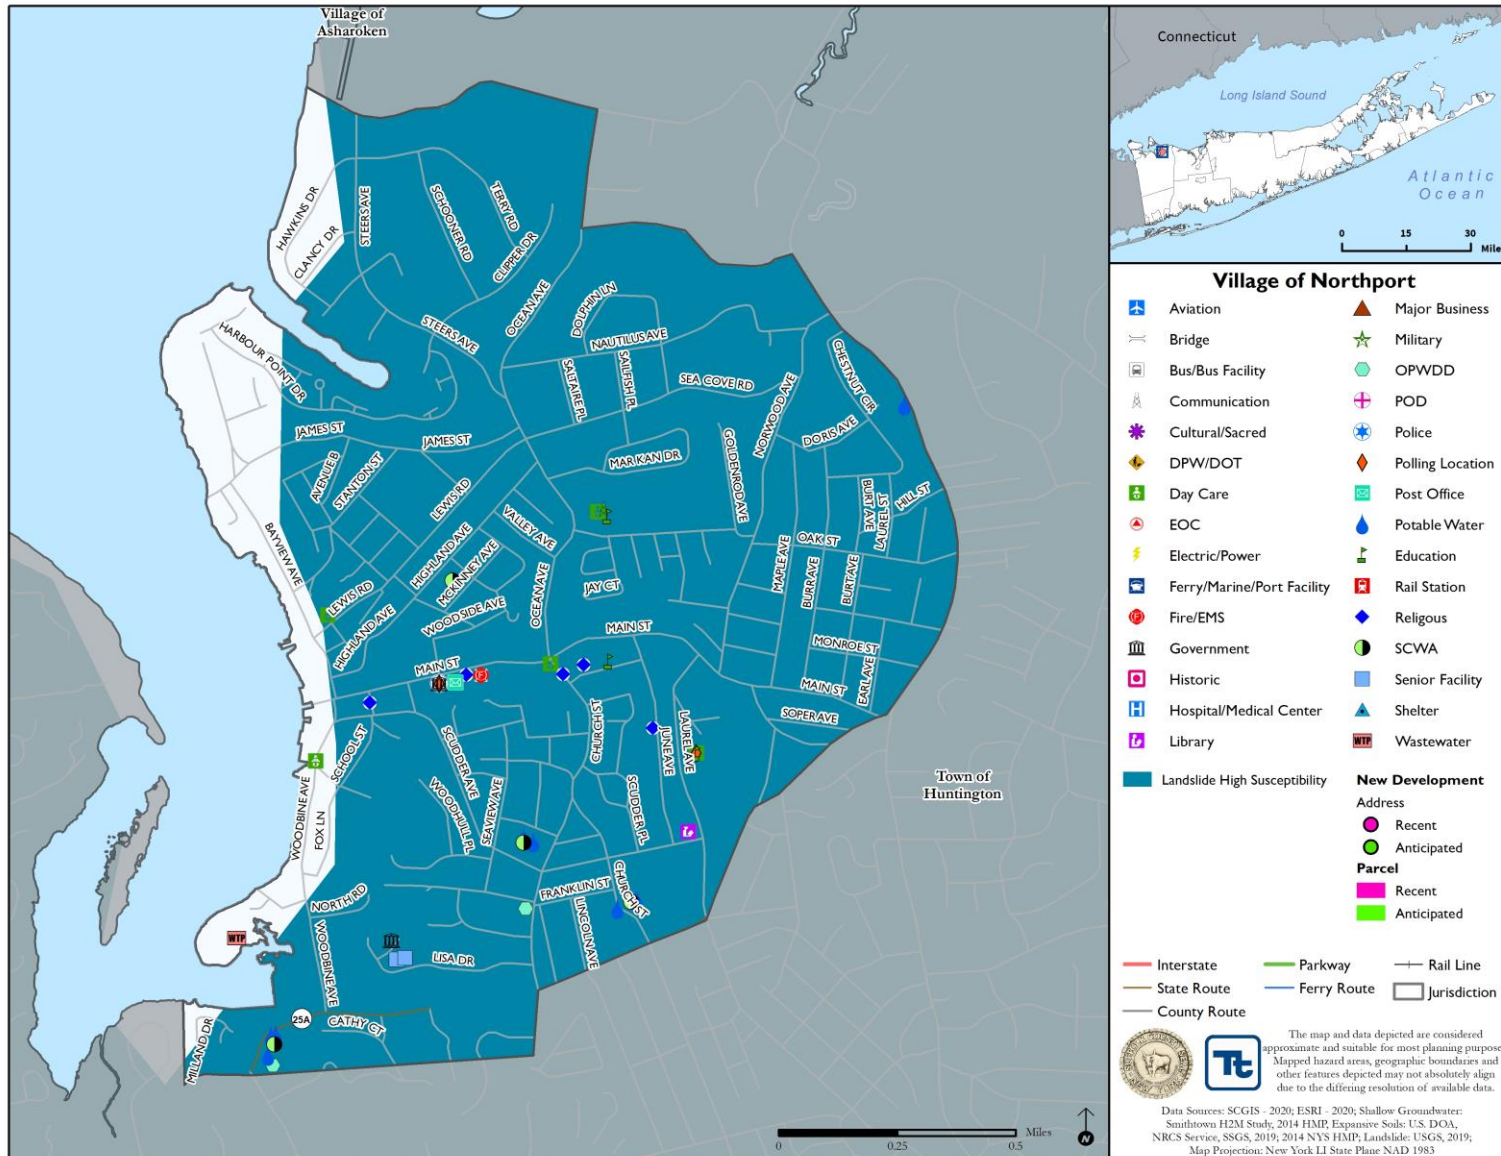 Village of
Asharoken
HAWKINS DR
CLANCY DR
STEERS AVE
SCHOONER RD
TERRY RD
CLIPPER DR
OCEAN AVE
DOLPHIN LN
STEERS AVE
NAUTILUS AVE
SALTAIRE PL
SAILFISH PL
SEA COVE RD
CHESTNUT CIR
NORWOOD AVE
DORIS AVE
HARBOUR POINT DR
JAMES ST
JAMES ST
AVENUE B
STANTON ST
MARKAN DR
GOLDENROD AVE
LEWIS RD
BURT AVE
LAUREL ST
HILL ST
VALLEY AVE
HIGHLAND AVE
MCKINNEY AVE
BAYVIEW AVE
OAK ST
MAPLE AVE
BURR AVE
BURT AVE
JAY CT
OCEAN AVE
LEWIS RD
WOODSIDE AVE
HIGHLAND AVE
MAIN ST
MONROE ST
MAIN ST
MAIN ST
EARL AVE
SOPER AVE
SCHOOL ST
CHURCH ST
JUNE AVE
LAUREL AVE
SCUDDER AVE
WOODHULL PL
SEAVIEW AVE
SCUDDER PL
WOODBINE AVE
FOX LN
Town of
Huntington
NORTH RD
FRANKLIN ST
CHURCH ST
LINCOLN AVE
WTP
WOODBINE AVE
LISA DR
25A
CATHY CT
MILLAND DR
0 0.25 0.5
Miles
N
Connecticut
Long Island Sound
Atlantic
Ocean
0 15 30
Mile
Village of Northport
Aviation
Bridge
Bus/Bus Facility
Communication
Cultural/Sacred
DPW/DOT
Day Care
EOC
Electric/Power
Ferry/Marine/Port Facility
Fire/EMS
Government
Historic
Hospital/Medical Center
Library
Major Business
Military
OPWDD
POD
Police
Polling Location
Post Office
Potable Water
Education
Rail Station
Religous
SCWA
Senior Facility
Shelter
WTP Wastewater
Landslide High Susceptibility
New Development
Address
Recent
Anticipated
Parcel
Recent
Anticipated
Interstate
State Route
County Route
Parkway
Ferry Route
Rail Line
Jurisdiction
Tt
The map and data depicted are considered
approximate and suitable for most planning purpose
Mapped hazard areas, geographic boundaries and
other features depicted may not absolutely align
due to the differing resolution of available data.
Data Sources: SCGIS - 2020; ESRI - 2020; Shallow Groundwater:
Smithtown H2M Study, 2014 HMP, Expansive Soils: U.S. DOA,
NRCS Service, SSGS, 2019; 2014 NYS HMP; Landslide: USGS, 2019;
Map Projection: New York LI State Plane NAD 1983